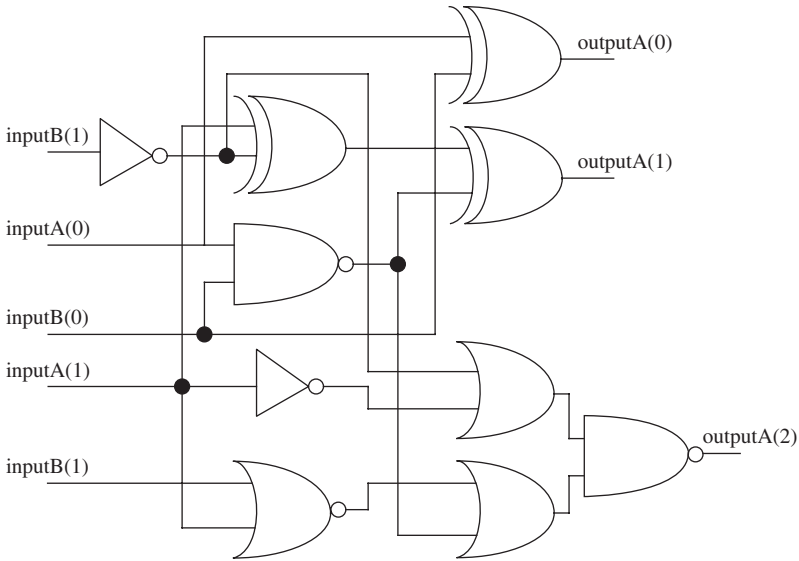 outputA(0)
inputB(1)
outputA(1)
inputA(0)
inputB(0)
inputA(1)
outputA(2)
inputB(1)